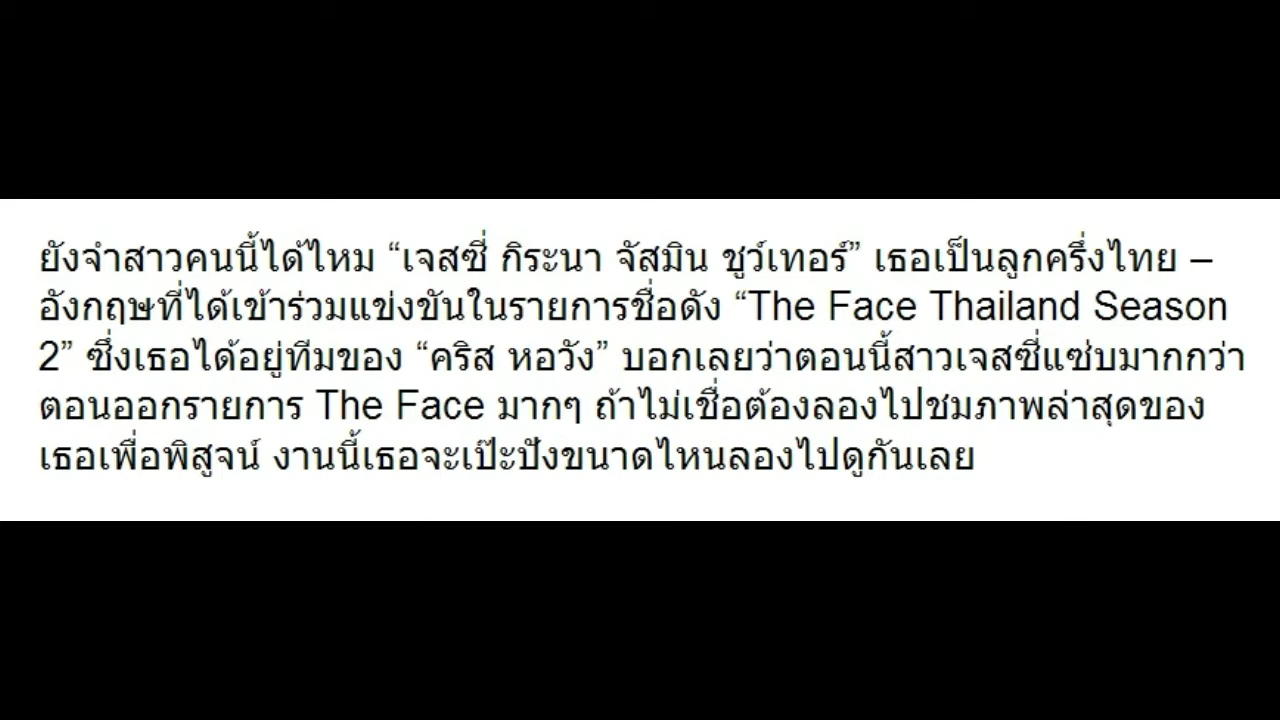 ยังจำสาวคนนี้ได้ไหม “เจสซี่ กิระนา จัสมิน ชูว์เทอร์” เธอเป็นลูกครึ่งไทย –
อังกฤษที่ได้เข้าร่วมแข่งขันในรายการชื่อดัง “The Face Thailand Season
2” ซึ่งเธอได้อยู่ทีมของ “คริส หอวัง” บอกเลยว่าตอนนี้สาวเจสซี่แซ่บมากกว่า
ตอนออกรายการ The Face มากๆ ถ้าไม่เชื่อต้องลองไปชมภาพล่าสุดของ
เธอเพื่อพิสูจน์ งานนี้เธอจะเป๊ะปังขนาดไหนลองไปดูกันเลย